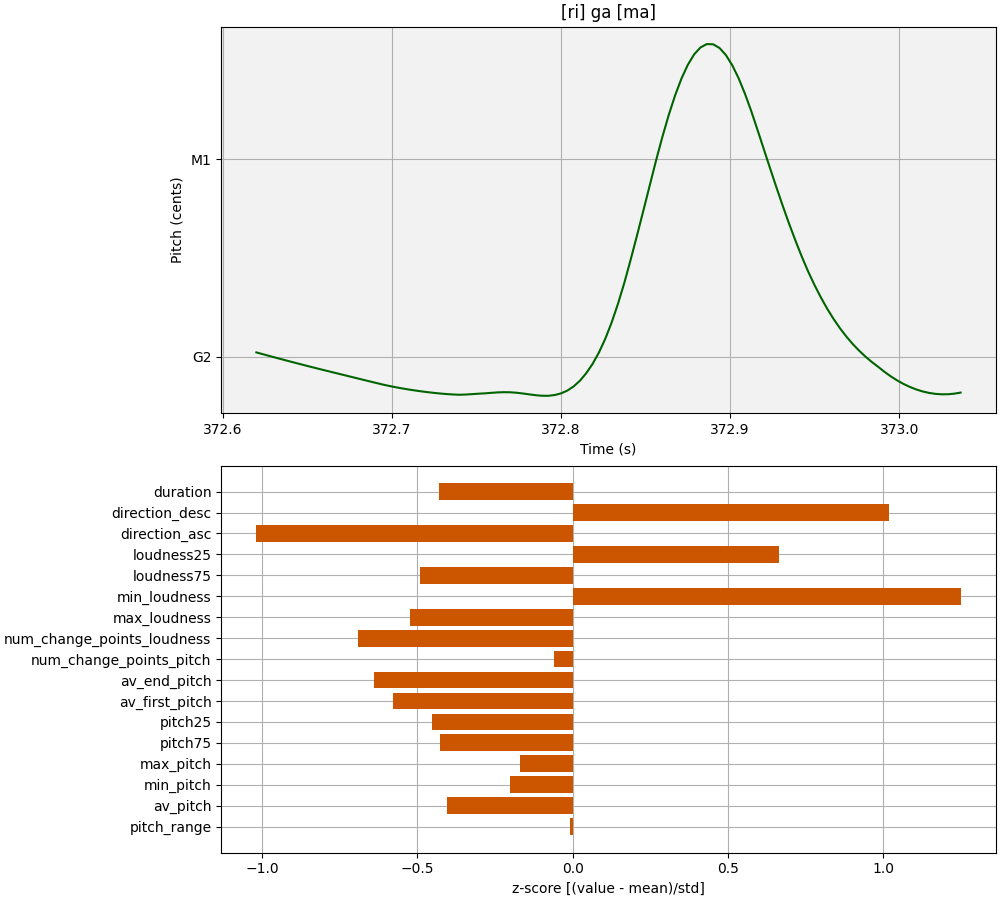 [ri] ga [ma]
Pitch (cents)
M1
G2
372.6 372.7 372.8 372.9 373.0
Time (s)
duration
direction_desc
direction_asc
loudness25
loudness75
min_loudness
max_loudness
num_change_points_loudness
num_change_points_pitch
av_end_pitch
av_first_pitch
pitch25
pitch75
max_pitch
min_pitch
av_pitch
pitch_range
−1.0 −0.5 0.0 0.5 1.0
z-score [(value - mean)/std]